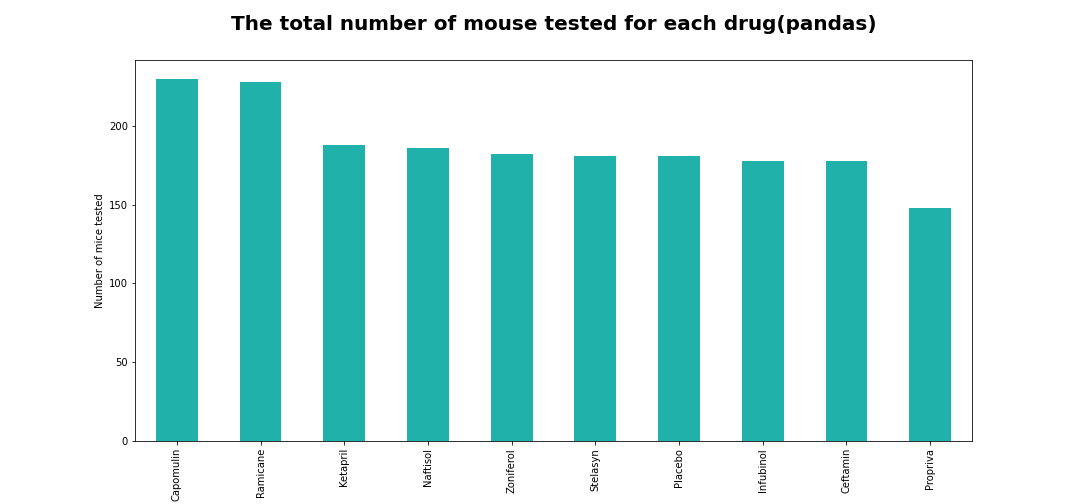 The total number of mouse tested for each drug(pandas)
Number of mice tested
200
150
100
50
0
Capomulin
Ramicane
Ketapril
Naftisol
Zoniferol
Stelasyn
Placebo
Infubinol
Ceftamin
Propriva